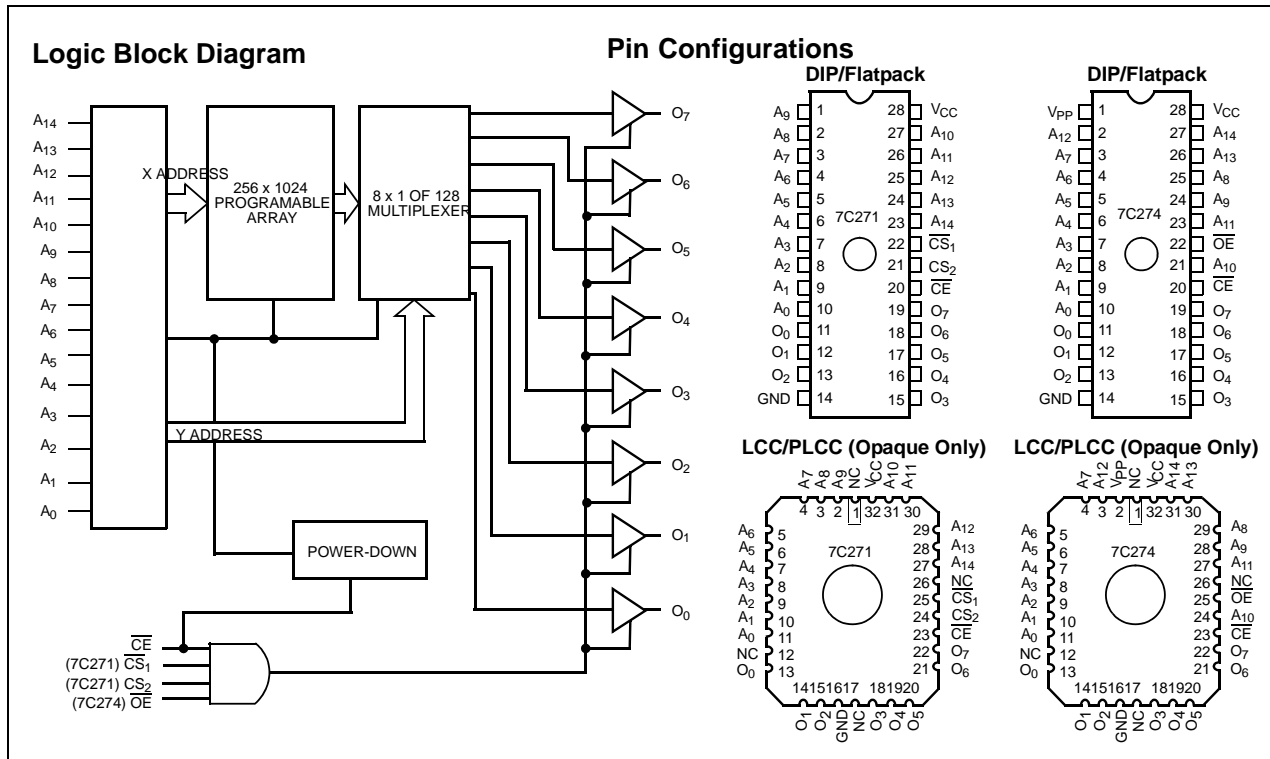 Logic Block Diagram
A14
A13
A12
A11
A10
A9
A8
A7
A6
A5
A4
A3
A2
A1
A0
X ADDRESS
Y ADDRESS
256 x 1024
PROGRAMABLE
ARRAY
8 x 1 OF 128
MULTIPLEXER
POWER-DOWN
C̅E̅
(7C271) C̅S̅1
(7C271) CS2
(7C274) O̅E̅
O7
O6
O5
O4
O3
O2
O1
O0
Pin Configurations
DIP/Flatpack
A9 1 28 VCC
A8 2 27 A10
A7 3 26 A11
A6 4 25 A12
A5 5 24 A13
A4 6 7C271 23 A14
A3 7 22 C̅S̅1
A2 8 21 CS2
A1 9 20 C̅E̅
A0 10 19 O7
O0 11 18 O6
O1 12 17 O5
O2 13 16 O4
GND 14 15 O3
DIP/Flatpack
VPP 1 28 VCC
A12 2 27 A14
A7 3 26 A13
A6 4 25 A8
A5 5 24 A9
A4 6 7C274 23 A11
A3 7 22 O̅E̅
A2 8 21 A10
A1 9 20 C̅E̅
A0 10 19 O7
O0 11 18 O6
O1 12 17 O5
O2 13 16 O4
GND 14 15 O3
LCC/PLCC (Opaque Only)
A7 A8 A9 NC VCC A10 A11
4 3 2 1 32 31 30
A6 5 29 A12
A5 6 7C271 28 A13
A4 7 27 A14
A3 8 26 NC
A2 9 25 C̅S̅1
A1 10 24 CS2
A0 11 23 C̅E̅
NC 12 22 O7
O0 13 21 O6
14 15 16 17 18 19 20
O1 O2 GND NC O3 O4 O5
LCC/PLCC (Opaque Only)
A7 A12 VPP NC VCC A14 A13
4 3 2 1 32 31 30
A6 5 29 A8
A5 6 7C274 28 A9
A4 7 27 A11
A3 8 26 NC
A2 9 25 O̅E̅
A1 10 24 A10
A0 11 23 C̅E̅
NC 12 22 O7
O0 13 21 O6
14 15 16 17 18 19 20
O1 O2 GND NC O3 O4 O5